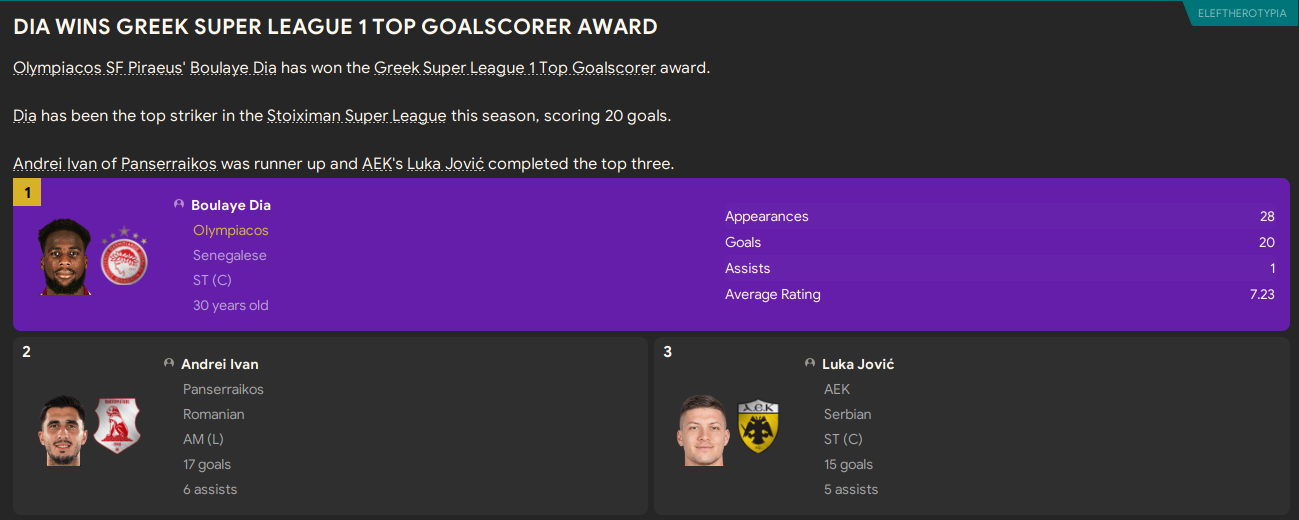 ELEFTHEROTYPIA
DIA WINS GREEK SUPER LEAGUE 1 TOP GOALSCORER AWARD
Olympiacos SF Piraeus' Boulaye Dia has won the Greek Super League 1 Top Goalscorer award.
Dia has been the top striker in the Stoiximan Super League this season, scoring 20 goals.
Andrei Ivan of Panserraikos was runner up and AEK's Luka Jović completed the top three.
1
Boulaye Dia
Olympiacos
Senegalese
ST (C)
30 years old
Appearances 28
Goals 20
Assists 1
Average Rating 7.23
2
Andrei Ivan
Panserraikos
Romanian
AM (L)
17 goals
6 assists
3
Luka Jović
AEK
Serbian
ST (C)
15 goals
5 assists